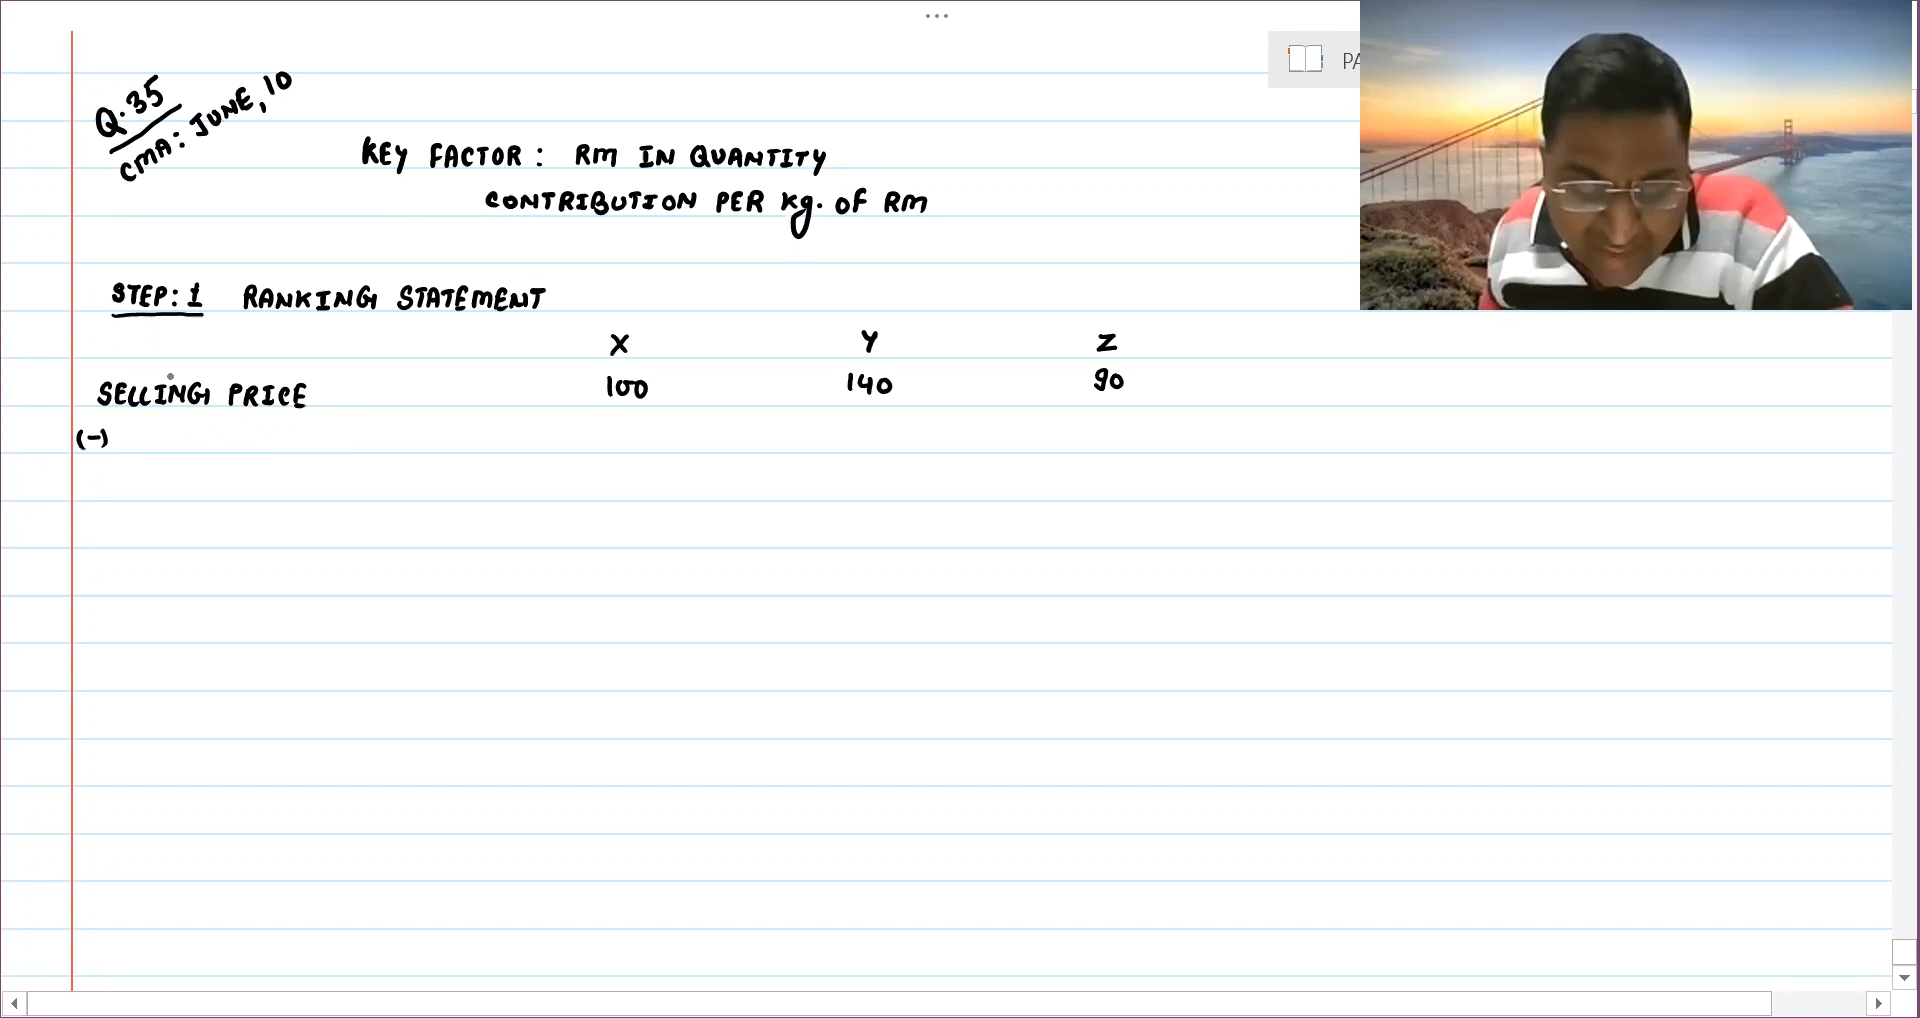 Q.35
CMA: JUNE, 10
PA
KEY FACTOR: RM IN QUANTITY
CONTRIBUTION PER kg. OF RM
STEP:1 RANKING STATEMENT
X Y Z
SELLING PRICE 100 140 90
(-)